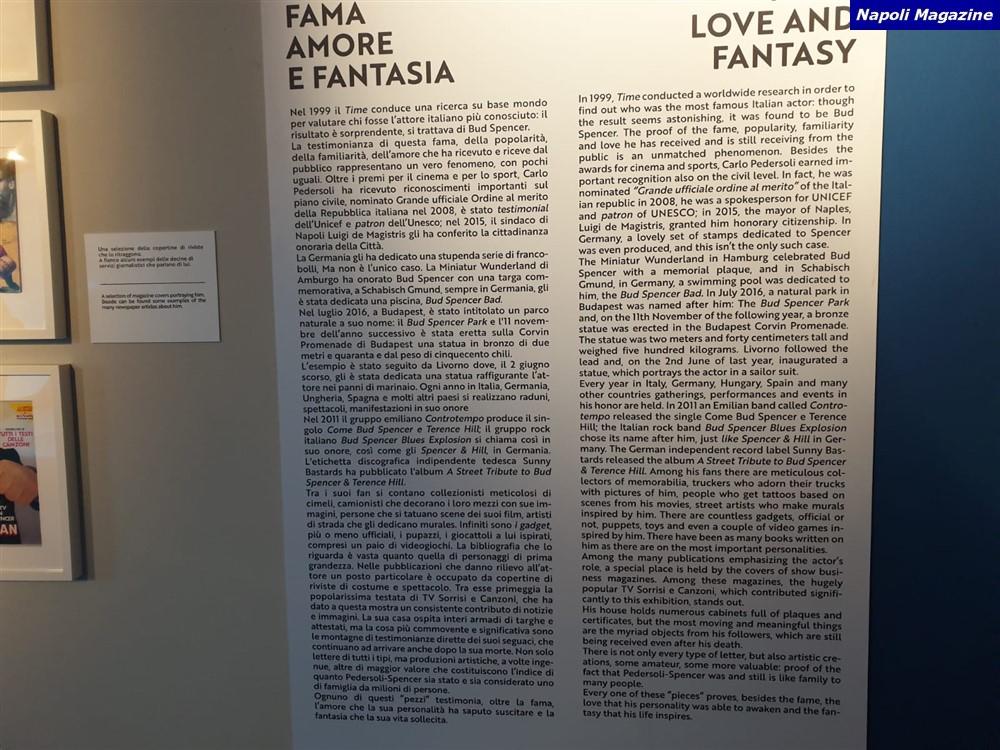 Napoli Magazine
FAMA
AMORE
E FANTASIA
Nel 1999 il Time conduce una ricerca su base mondo
per valutare chi fosse l'attore italiano più conosciuto: il
risultato è sorprendente, si trattava di Bud Spencer.
La testimonianza di questa fama, della popolarità,
della familiarità, dell'amore che ha ricevuto e riceve dal
pubblico rappresentano un vero fenomeno, con pochi
uguali. Oltre i premi per il cinema e per lo sport, Carlo
Pedersoli ha ricevuto riconoscimenti importanti sul
piano civile, nominato Grande ufficiale Ordine al merito
della Repubblica italiana nel 2008, è stato testimonial
dell'Unicef e patron dell'Unesco; nel 2015, il sindaco di
Napoli Luigi de Magistris gli ha conferito la cittadinanza
onoraria della Città.
La Germania gli ha dedicato una stupenda serie di franco-
bolli, Ma non è l'unico caso. La Miniatur Wunderland di
Amburgo ha onorato Bud Spencer con una targa com-
memorativa, a Schabisch Gmund, sempre in Germania, gli
è stata dedicata una piscina, Bud Spencer Bad.
Nel luglio 2016, a Budapest, è stato intitolato un parco
naturale a suo nome: il Bud Spencer Park e l'11 novem-
bre dell'anno successivo è stata eretta sulla Corvin
Promenade di Budapest una statua in bronzo di due
metri e quaranta e dal peso di cinquecento chili.
L'esempio è stato seguito da Livorno dove, il 2 giugno
scorso, gli è stata dedicata una statua raffigurante l'at-
tore nei panni di marinaio. Ogni anno in Italia, Germania,
Ungheria, Spagna e molti altri paesi si realizzano raduni,
spettacoli, manifestazioni in suo onore
Nel 2011 il gruppo emiliano Controtempo produce il sin-
golo Come Bud Spencer e Terence Hill; il gruppo rock
italiano Bud Spencer Blues Explosion si chiama così in
suo onore, così come gli Spencer & Hill, in Germania.
L'etichetta discografica indipendente tedesca Sunny
Bastards ha pubblicato l'album A Street Tribute to Bud
Spencer & Terence Hill.
Tra i suoi fan si contano collezionisti meticolosi di
cimeli, camionisti che decorano i loro mezzi con sue im-
magini, persone che si tatuano scene dei suoi film, artisti
di strada che gli dedicano murales. Infiniti sono i gadget,
più o meno ufficiali, i pupazzi, i giocattoli a lui ispirati,
compresi un paio di videogiochi. La bibliografia che lo
riguarda è vasta quanto quella di personaggi di prima
grandezza. Nelle pubblicazioni che danno rilievo all'at-
tore un posto particolare è occupato da copertine di
riviste di costume e spettacolo. Tra esse primeggia la
popolarissima testata di TV Sorrisi e Canzoni, che ha
dato a questa mostra un consistente contributo di notizie
e immagini. La sua casa ospita interi armadi di targhe e
attestati, ma la cosa più commovente e significativa sono
le montagne di testimonianze dirette dei suoi seguaci, che
continuano ad arrivare anche dopo la sua morte. Non solo
lettere di tutti i tipi, ma produzioni artistiche, a volte inge-
nue, altre di maggior valore che costituiscono l'indice di
quanto Pedersoli-Spencer sia stato e sia considerato uno
di famiglia da milioni di persone.
Ognuno di questi "pezzi" testimonia, oltre la fama,
l'amore che la sua personalità ha saputo suscitare e la
fantasia che la sua vita sollecita.
LOVE AND
FANTASY
In 1999, Time conducted a worldwide research in order to
find out who was the most famous Italian actor: though
the result seems astonishing, it was found to be Bud
Spencer. The proof of the fame, popularity, familiarity
and love he has received and is still receiving from the
public is an unmatched phenomenon. Besides the
awards for cinema and sports, Carlo Pedersoli earned im-
portant recognition also on the civil level. In fact, he was
nominated "Grande ufficiale ordine al merito" of the Ital-
ian republic in 2008, he was a spokesperson for UNICEF
and patron of UNESCO; in 2015, the mayor of Naples,
Luigi de Magistris, granted him honorary citizenship. In
Germany, a lovely set of stamps dedicated to Spencer
was even produced, and this isn't the only such case.
The Miniatur Wunderland in Hamburg celebrated Bud
Spencer with a memorial plaque, and in Schabisch
Gmund, in Germany, a swimming pool was dedicated to
him, the Bud Spencer Bad. In July 2016, a natural park in
Budapest was named after him: The Bud Spencer Park
and, on the 11th November of the following year, a bronze
statue was erected in the Budapest Corvin Promenade.
The statue was two meters and forty centimeters tall and
weighed five hundred kilograms. Livorno followed the
lead and, on the 2nd June of last year, inaugurated a
statue, which portrays the actor in a sailor suit.
Every year in Italy, Germany, Hungary, Spain and many
other countries gatherings, performances and events in
his honor are held. In 2011 an Emilian band called Contro-
tempo released the single Come Bud Spencer e Terence
Hill; the Italian rock band Bud Spencer Blues Explosion
chose its name after him, just like Spencer & Hill in Ger-
many. The German independent record label Sunny Bas-
tards released the album A Street Tribute to Bud Spencer
& Terence Hill. Among his fans there are meticulous col-
lectors of memorabilia, truckers who adorn their trucks
with pictures of him, people who get tattoos based on
scenes from his movies, street artists who make murals
inspired by him. There are countless gadgets, official or
not, puppets, toys and even a couple of video games in-
spired by him. There have been as many books written on
him as there are on the most important personalities.
Among the many publications emphasizing the actor's
role, a special place is held by the covers of show busi-
ness magazines. Among these magazines, the hugely
popular TV Sorrisi e Canzoni, which contributed signifi-
cantly to this exhibition, stands out.
His house holds numerous cabinets full of plaques and
certificates, but the most moving and meaningful things
are the myriad objects from his followers, which are still
being received even after his death.
There is not only every type of letter, but also artistic cre-
ations, some amateur, some more valuable: proof of the
fact that Pedersoli-Spencer was and still is like family to
many people.
Every one of these "pieces" proves, besides the fame, the
love that his personality was able to awaken and the fan-
tasy that his life inspires.
Una selezione delle copertine di riviste
che lo ritraggono.
A fianco alcuni esempi delle decine di
servizi giornalistici che parlano di lui.
A selection of magazine covers portraying him.
Beside can be found some examples of the
many newspaper articles about him.
TUTTI I TESTI
DELLE
CANZONI